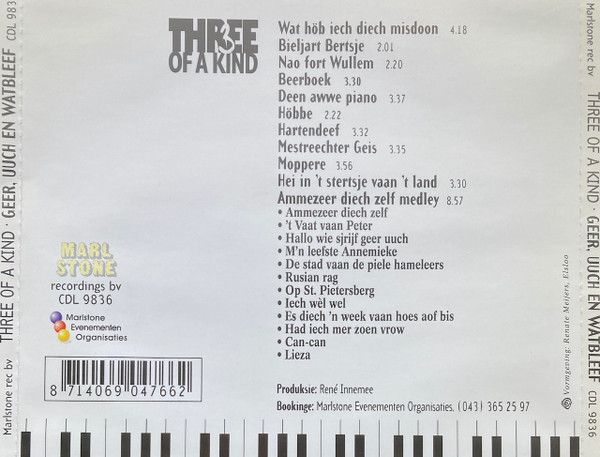 Marlstone rec bv THREE OF A KIND · GEER, UUCH EN WATBLEEF CDL 9836
THREE
3
OF A KIND
Wat höb iech diech misdoon 4.18
Bieljart Bertsje 2.01
Nao fort Wullem 2.20
Beerboek 3.30
Deen awwe piano 3.37
Höbbe 2.22
Hartendeef 3.32
Mestreechter Geis 3.35
Moppere 3.56
Hei in 't stertsje vaan 't land 3.30
Ammezeer diech zelf medley 8.57
• Ammezeer diech zelf
• 't Vaat vaan Peter
• Hallo wie sjrijf geer uuch
• M'n leefste Annemieke
• De stad vaan de piele hameleers
• Rusian rag
• Op St. Pietersberg
• Iech wèl wel
• Es diech 'n week vaan hoes aof bis
• Had iech mer zoen vrow
• Can-can
• Lieza
MARL
STONE
recordings bv
CDL 9836
Marlstone
Evenementen
Organisaties
8 714069 047662
Produksie: René Innemee
Bookinge: Marlstone Evenementen Organisaties, (043) 365 25 97
Vormgeving: Renate Meijers, Elsloo
Marlstone rec bv THREE OF A KIND · GEER, UUCH EN WATBLEEF CDL 9836